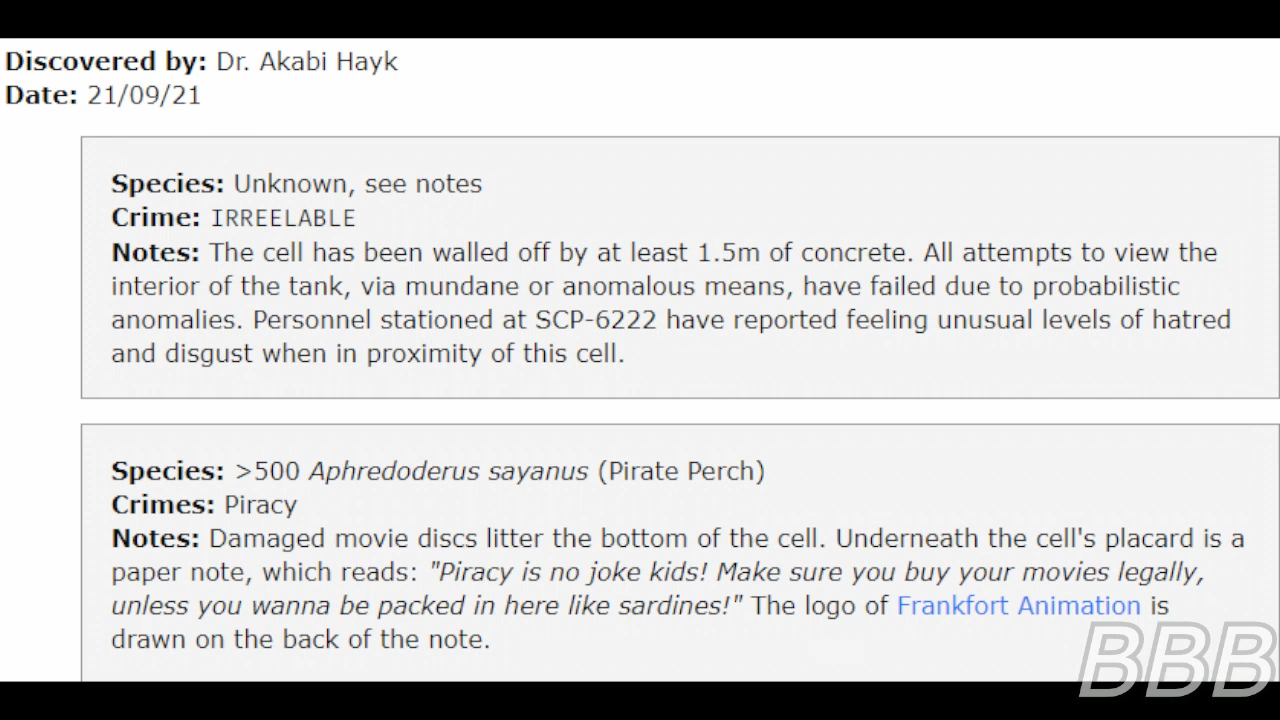 Discovered by: Dr. Akabi Hayk
Date: 21/09/21
Species: Unknown, see notes
Crime: IRREELABLE
Notes: The cell has been walled off by at least 1.5m of concrete. All attempts to view the
interior of the tank, via mundane or anomalous means, have failed due to probabilistic
anomalies. Personnel stationed at SCP-6222 have reported feeling unusual levels of hatred
and disgust when in proximity of this cell.
Species: >500 Aphredoderus sayanus (Pirate Perch)
Crimes: Piracy
Notes: Damaged movie discs litter the bottom of the cell. Underneath the cell's placard is a
paper note, which reads: "Piracy is no joke kids! Make sure you buy your movies legally,
unless you wanna be packed in here like sardines!" The logo of Frankfort Animation is
drawn on the back of the note.
BBB